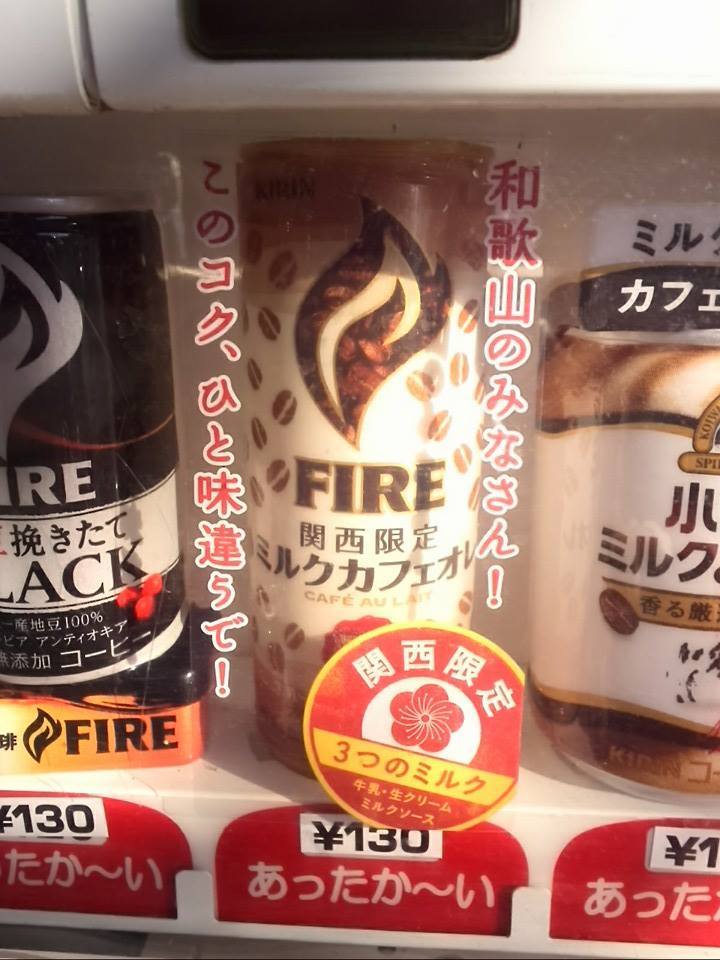 和歌山のみなさん！
このコク、ひと味違うで！
KIRIN
FIRE
関西限定
ミルクカフェオレ
CAFÉ AU LAIT
関西限定
3つのミルク
牛乳・生クリーム
ミルクソース
¥130
あったか〜い
IRE
挽きたて
LACK
産地豆100%
ビア アンティオキア
無添加 コーヒー
FIRE
¥130
たか〜い
ミルク
カフェ
小
ミルク
香る厳
KIRIN コー
¥1
あった